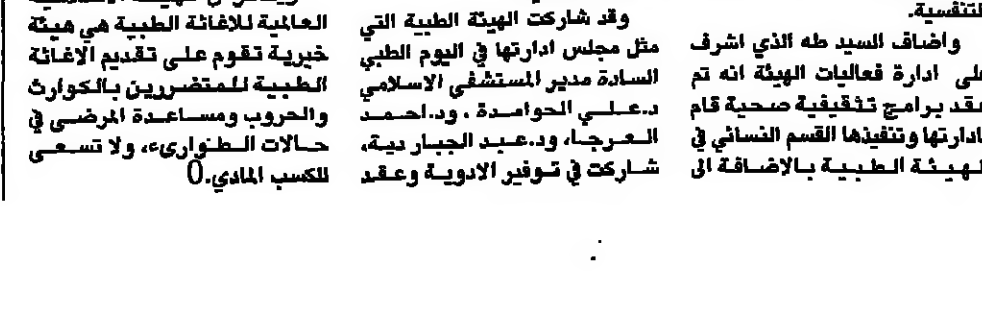 التنفسية.
واضاف السيد طه الذي اشرف
على ادارة فعاليات الهيئة انه تم
عقد برامج تثقيفية صحية قام
بادارتها وتنفيذها القسم النسائي في
الهيئة الطبية بالاضافة الى
وقد شاركت الهيئة الطبية التي
مثل مجلس ادارتها في اليوم الطبي
السادة مدير المستشفى الاسلامي
د.علي الحوامدة ، ود.احمد
العرجا، ود.عبد الجبار دية،
شاركت في توفير الادوية وعقد
العالمية للاغاثة الطبية هي هيئة
خيرية تقوم على تقديم الاغاثة
الطبية للمتضررين بالكوارث
والحروب ومساعدة المرضى في
حالات الطوارىء، ولا تسعى
للكسب المادي.0